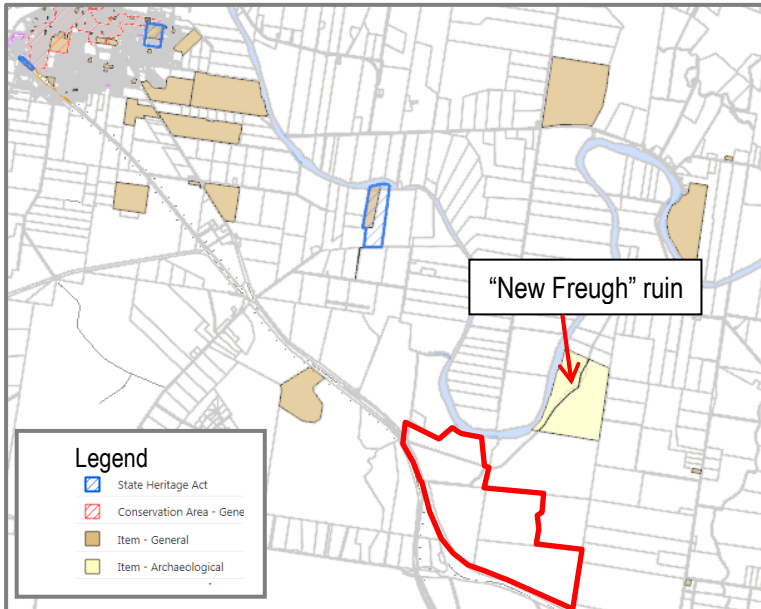 “New Freugh” ruin
Legend
State Heritage Act
Conservation Area - Gene
Item - General
Item - Archaeological